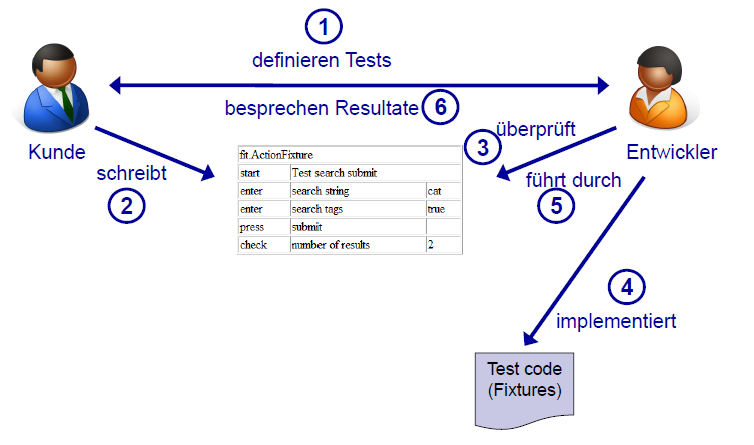 1
definieren Tests
besprechen Resultate 6
Kunde
Entwickler
schreibt
2
3
überprüft
führt durch
5
fit.ActionFixture
start Test search submit
enter search string cat
enter search tags true
press submit
check number of results 2
4
implementiert
Test code
(Fixtures)